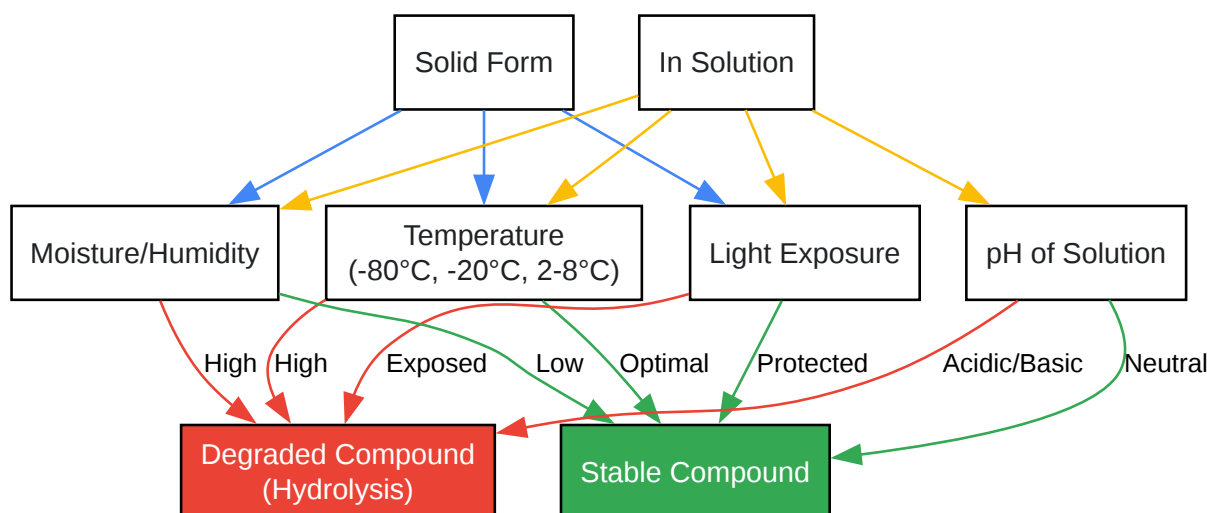 Solid Form
In Solution
Moisture/Humidity
Temperature
(-80°C, -20°C, 2-8°C)
Light Exposure
pH of Solution
High
High
Exposed
Low
Optimal
Protected
Acidic/Basic
Neutral
Degraded Compound
(Hydrolysis)
Stable Compound